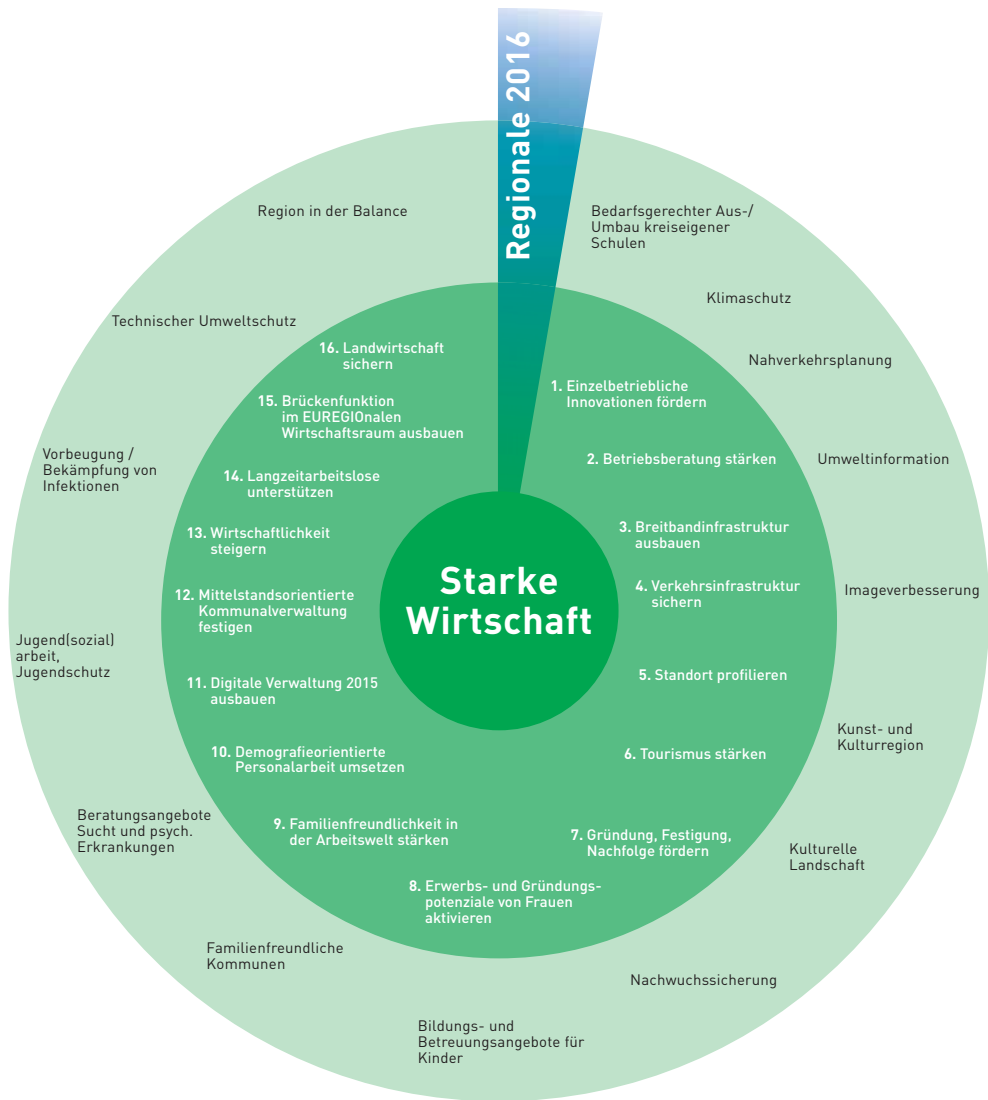 Regionale 2016
Starke
Wirtschaft
1. Einzelbetriebliche
Innovationen fördern
2. Betriebsberatung stärken
3. Breitbandinfrastruktur
ausbauen
4. Verkehrsinfrastruktur
sichern
5. Standort profilieren
6. Tourismus stärken
7. Gründung, Festigung,
Nachfolge fördern
8. Erwerbs- und Gründungs-
potenziale von Frauen
aktivieren
9. Familienfreundlichkeit in
der Arbeitswelt stärken
10. Demografieorientierte
Personalarbeit umsetzen
11. Digitale Verwaltung 2015
ausbauen
12. Mittelstandsorientierte
Kommunalverwaltung
festigen
13. Wirtschaftlichkeit
steigern
14. Langzeitarbeitslose
unterstützen
15. Brückenfunktion
im EUREGIOnalen
Wirtschaftsraum ausbauen
16. Landwirtschaft
sichern
Bedarfsgerechter Aus-/
Umbau kreiseigener
Schulen
Klimaschutz
Nahverkehrsplanung
Umweltinformation
Imageverbesserung
Kunst- und
Kulturregion
Kulturelle
Landschaft
Nachwuchssicherung
Bildungs- und
Betreuungsangebote für
Kinder
Familienfreundliche
Kommunen
Beratungsangebote
Sucht und psych.
Erkrankungen
Jugend(sozial)
arbeit,
Jugendschutz
Vorbeugung /
Bekämpfung von
Infektionen
Technischer Umweltschutz
Region in der Balance